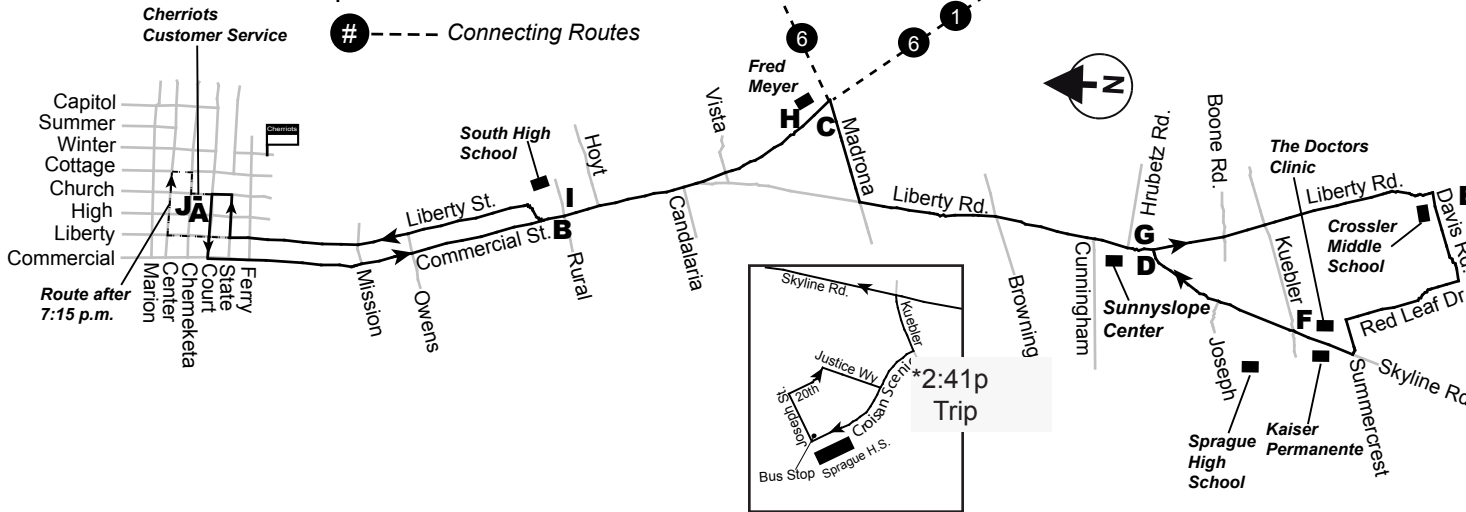 Cherriots
Customer Service
# Connecting Routes
6
6
1
Fred
Meyer
H
C
N
Capitol
Summer
Winter
Cottage
Church
High
Liberty
Commercial
Cherriots
J
A
Marion
Center
Chemeketa
Court
State
Ferry
Route after
7:15 p.m.
South High
School
I
B
Liberty St.
Commercial St.
Mission
Owens
Rural
Hoyt
Vista
Candalaria
Madrona
Liberty Rd.
Browning
Cunningham
Hrubetz Rd.
Boone Rd.
G
D
Sunnyslope
Center
The Doctors
Clinic
Liberty Rd.
Kuebler
F
Crossler
Middle
School
Davis Rd.
Red Leaf Dr
Joseph
Skyline Rd
Summercrest
Sprague
High
School
Kaiser
Permanente
Skyline Rd.
Kuebler
Justice Wy
20th
Joseph St.
Croisan Scenic
Bus Stop
Sprague H.S.
*2:41p
Trip